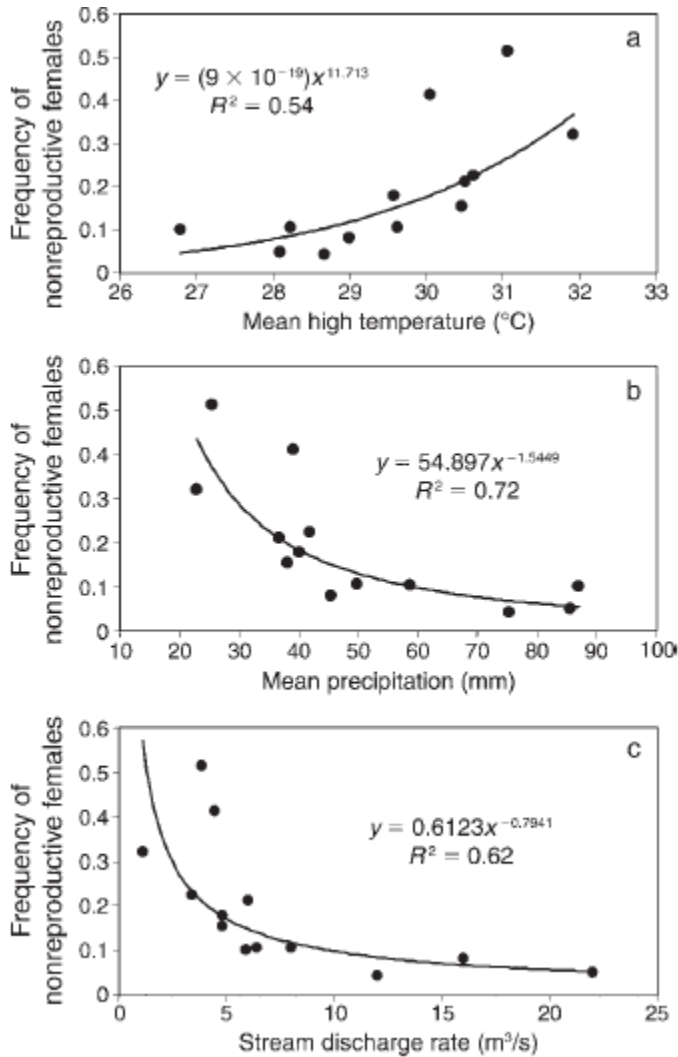 a
y = (9 × 10⁻¹⁹)x¹¹·⁷¹³
R² = 0.54
Frequency of
nonreproductive females
0.6
0.5
0.4
0.3
0.2
0.1
0
26 27 28 29 30 31 32 33
Mean high temperature (°C)
b
y = 54.897x⁻¹·⁵⁴⁴⁹
R² = 0.72
Frequency of
nonreproductive females
0.6
0.5
0.4
0.3
0.2
0.1
0
10 20 30 40 50 60 70 80 90 100
Mean precipitation (mm)
c
y = 0.6123x⁻⁰·⁷⁹⁴¹
R² = 0.62
Frequency of
nonreproductive females
0.6
0.5
0.4
0.3
0.2
0.1
0
0 5 10 15 20 25
Stream discharge rate (m³/s)